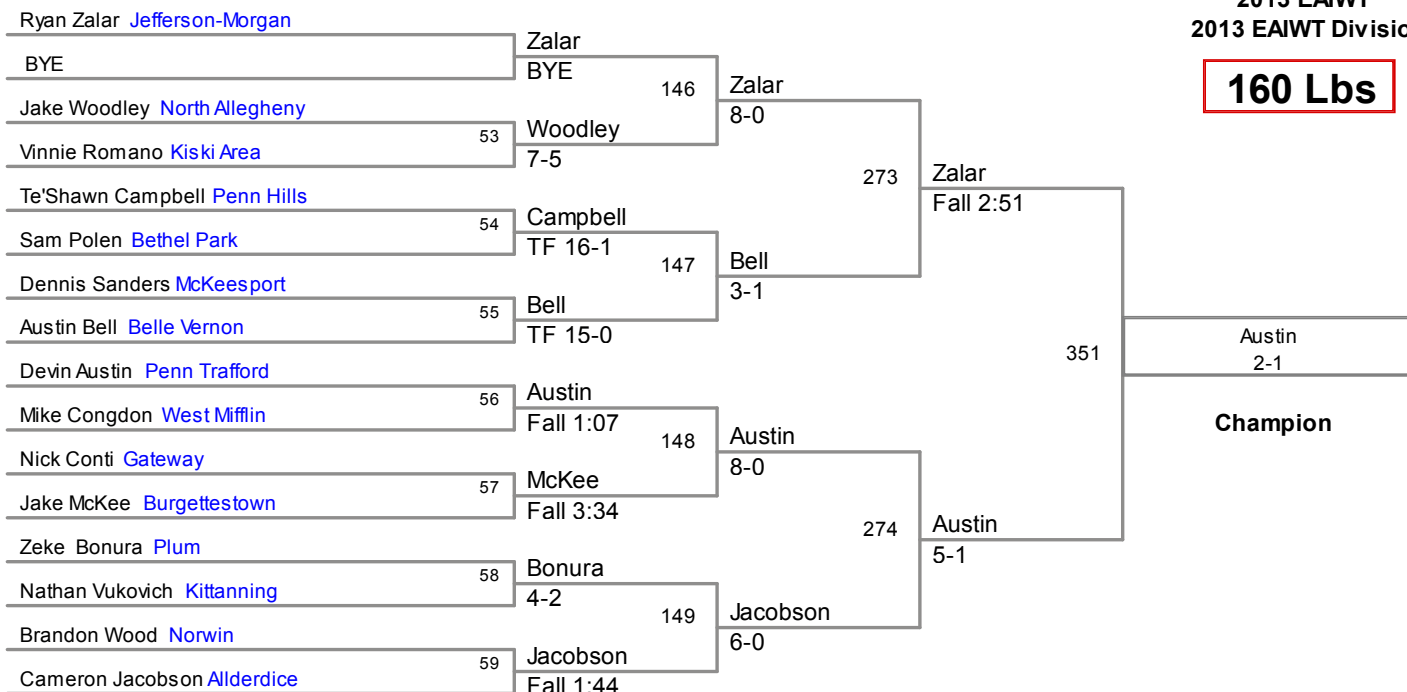 2013 EAIWT
2013 EAIWT Divisio
160 Lbs
Ryan Zalar Jefferson-Morgan
BYE
Jake Woodley North Allegheny
Vinnie Romano Kiski Area
Te'Shawn Campbell Penn Hills
Sam Polen Bethel Park
Dennis Sanders McKeesport
Austin Bell Belle Vernon
Devin Austin Penn Trafford
Mike Congdon West Mifflin
Nick Conti Gateway
Jake McKee Burgettestown
Zeke Bonura Plum
Nathan Vukovich Kittanning
Brandon Wood Norwin
Cameron Jacobson Allderdice
53
54
55
56
57
58
59
Zalar
BYE
Woodley
7-5
Campbell
TF 16-1
Bell
TF 15-0
Austin
Fall 1:07
McKee
Fall 3:34
Bonura
4-2
Jacobson
Fall 1:44
146
147
148
149
Zalar
8-0
Bell
3-1
Austin
8-0
Jacobson
6-0
273
274
Zalar
Fall 2:51
Austin
5-1
351
Austin
2-1
Champion